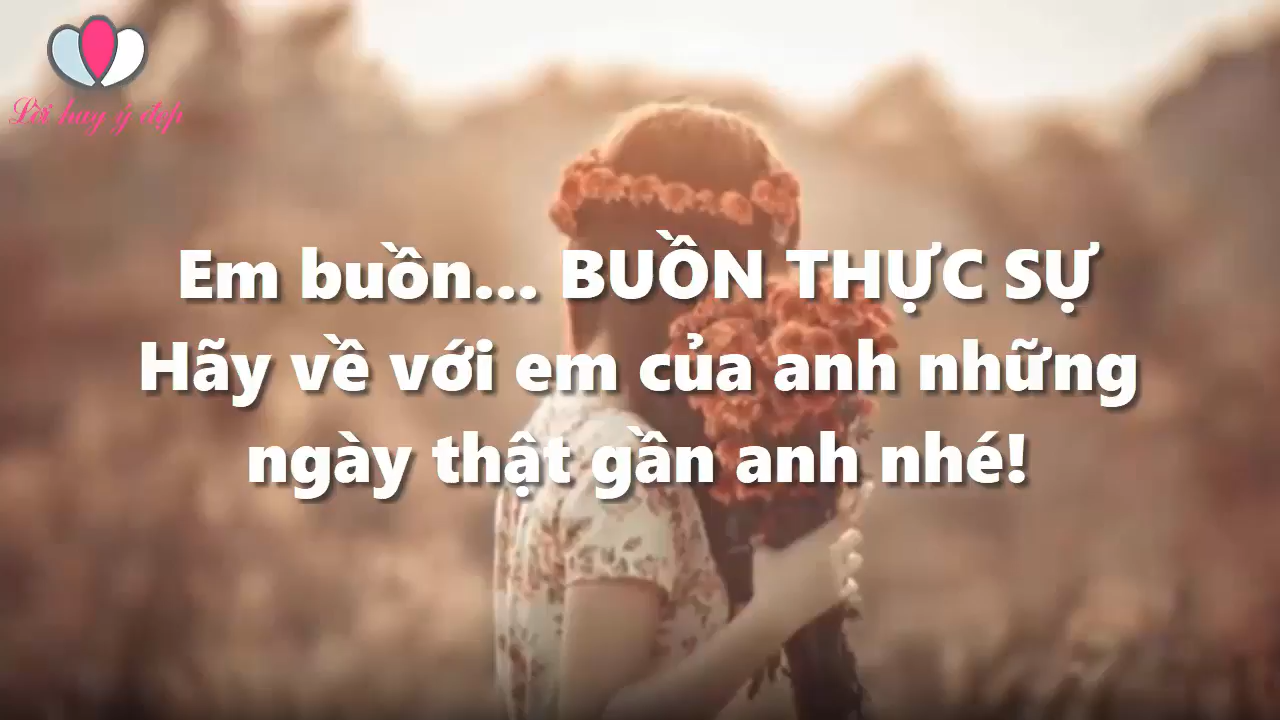 Lời hay ý đẹp
Em buồn... BUỒN THỰC SỰ
Hãy về với em của anh những
ngày thật gần anh nhé!